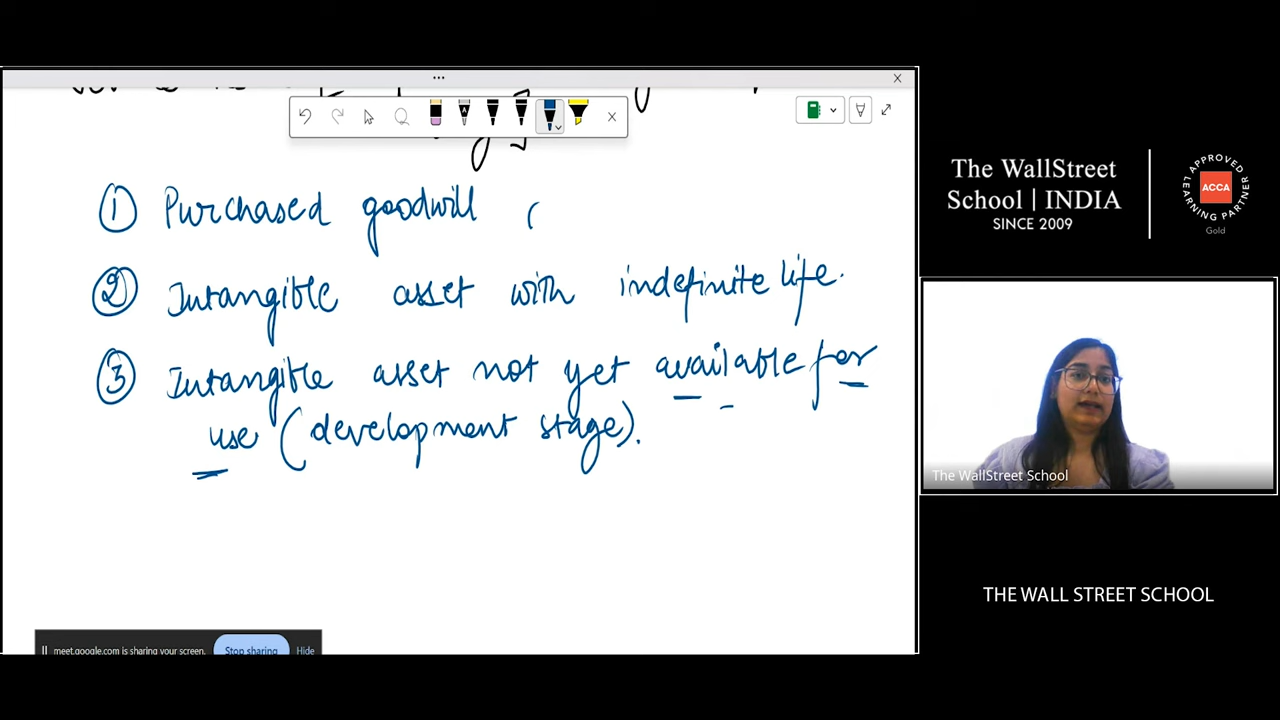 ① Purchased goodwill (
② Intangible asset with indefinite life.
③ Intangible asset not yet available for
use (development stage).
meet.google.com is sharing your screen.
Stop sharing
Hide
The WallStreet
School | INDIA
SINCE 2009
APPROVED
LEARNING PARTNER
ACCA
Gold
The WallStreet School
THE WALL STREET SCHOOL